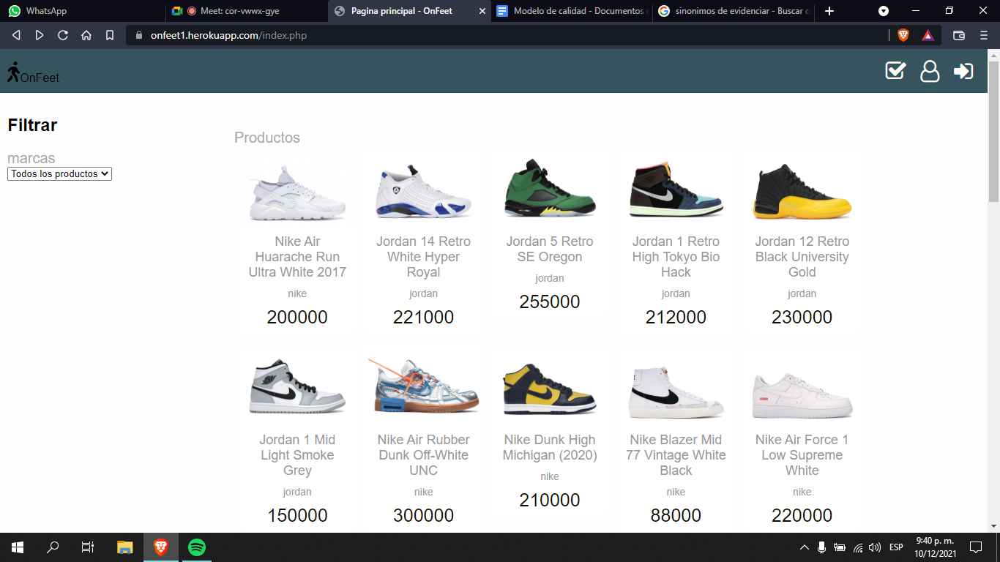 WhatsApp
Meet: cor-vwwx-gye
Pagina principal - OnFeet
Modelo de calidad - Documentos
sinonimos de evidenciar - Buscar
onfeet1.herokuapp.com/index.php
OnFeet
Filtrar
marcas
Todos los productos
Productos
Nike Air
Huarache Run
Ultra White 2017
nike
200000
Jordan 14 Retro
White Hyper
Royal
jordan
221000
Jordan 5 Retro
SE Oregon
jordan
255000
Jordan 1 Retro
High Tokyo Bio
Hack
jordan
212000
Jordan 12 Retro
Black University
Gold
jordan
230000
Jordan 1 Mid
Light Smoke
Grey
jordan
150000
Nike Air Rubber
Dunk Off-White
UNC
nike
300000
Nike Dunk High
Michigan (2020)
nike
210000
Nike Blazer Mid
77 Vintage White
Black
nike
88000
Nike Air Force 1
Low Supreme
White
nike
220000
ESP
9:40 p. m.
10/12/2021